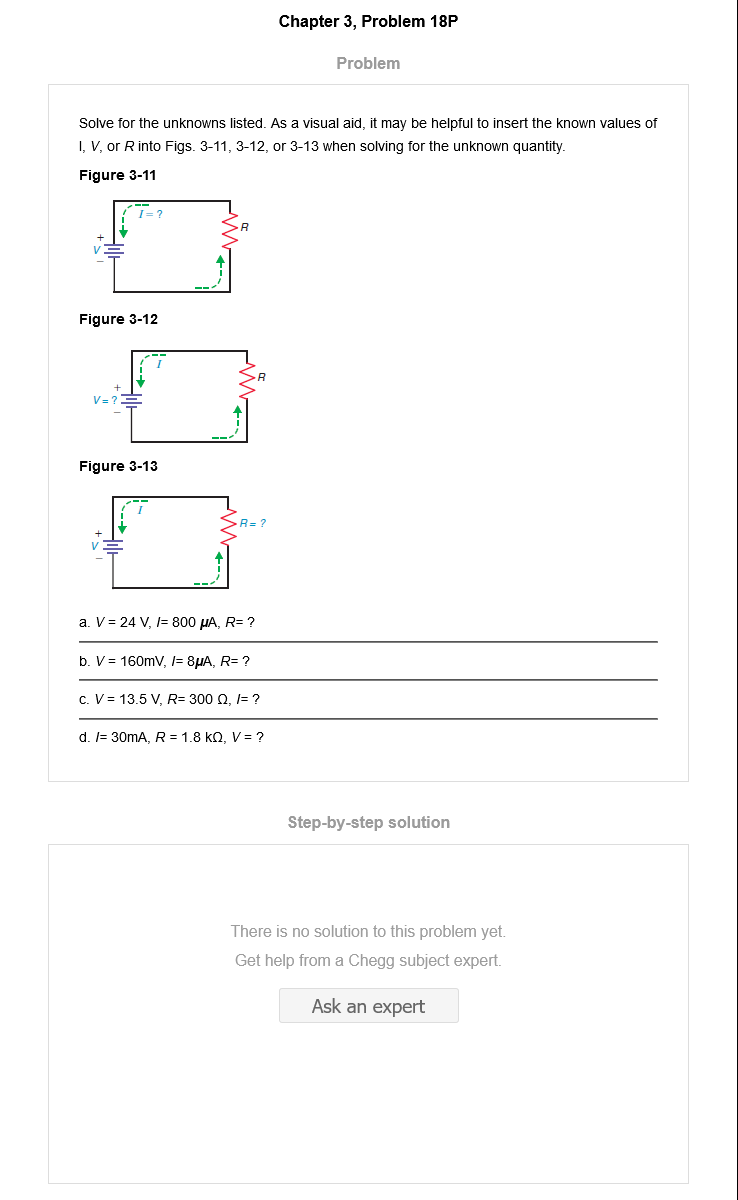 Chapter 3, Problem 18P
Problem
Solve for the unknowns listed. As a visual aid, it may be helpful to insert the known values of
I, V, or R into Figs. 3-11, 3-12, or 3-13 when solving for the unknown quantity.
Figure 3-11
I = ?
R
+
V
–
Figure 3-12
I
R
+
V = ?
–
Figure 3-13
I
R = ?
+
V
–
a. V = 24 V, I= 800 μA, R= ?
b. V = 160mV, I= 8μA, R= ?
c. V = 13.5 V, R= 300 Ω, I= ?
d. I= 30mA, R = 1.8 kΩ, V = ?
Step-by-step solution
There is no solution to this problem yet.
Get help from a Chegg subject expert.
Ask an expert